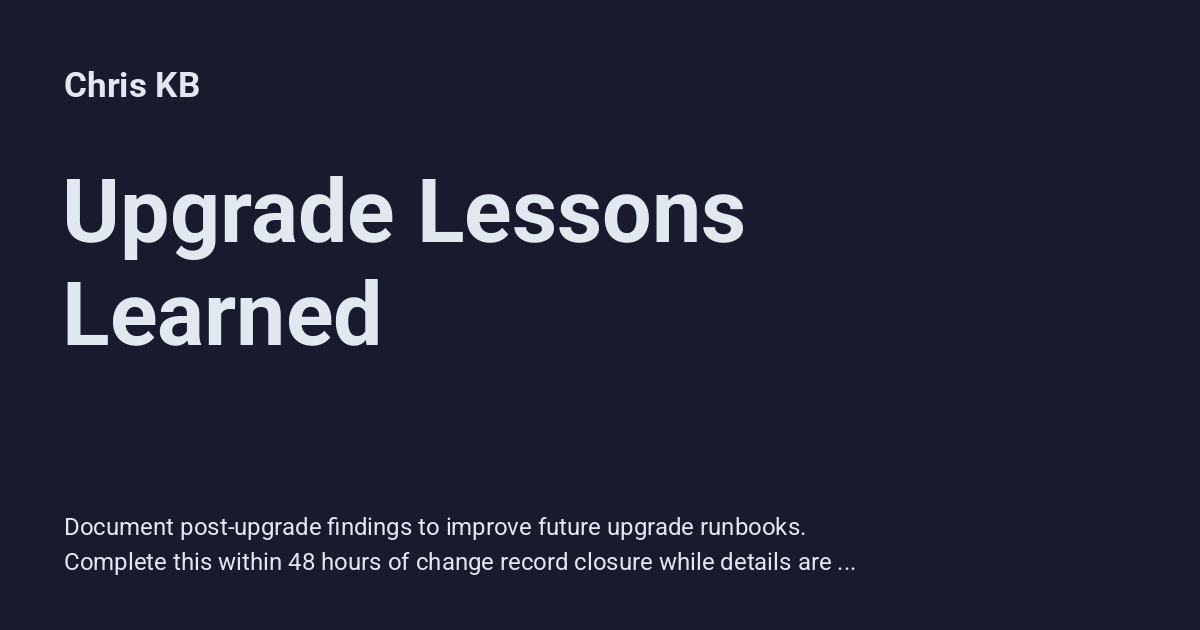 Chris KB
Upgrade Lessons
Learned
Document post-upgrade findings to improve future upgrade runbooks.
Complete this within 48 hours of change record closure while details are ...